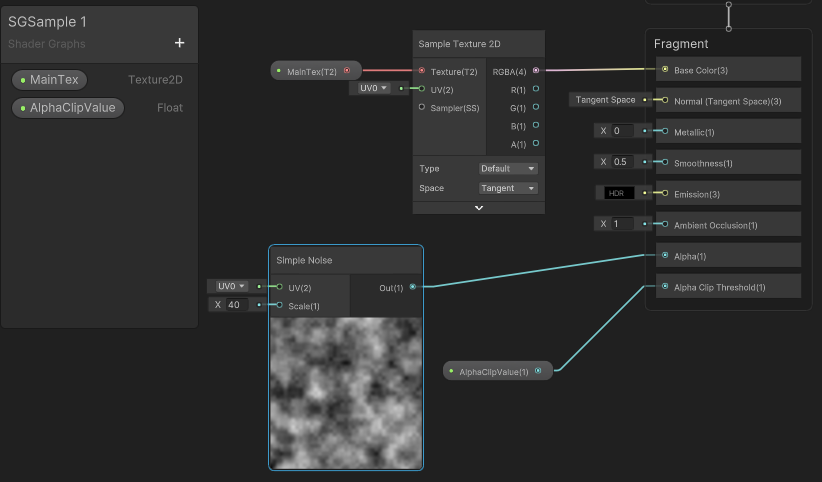 SGSample 1
Shader Graphs
+
MainTex Texture2D
AlphaClipValue Float
Sample Texture 2D
MainTex(T2)
Texture(T2) RGBA(4)
UV0 UV(2) R(1)
Sampler(SS) G(1)
B(1)
A(1)
Type Default
Space Tangent
Fragment
Base Color(3)
Tangent Space Normal (Tangent Space)(3)
X 0 Metallic(1)
X 0.5 Smoothness(1)
HDR Emission(3)
X 1 Ambient Occlusion(1)
Alpha(1)
Alpha Clip Threshold(1)
Simple Noise
UV0 UV(2) Out(1)
X 40 Scale(1)
AlphaClipValue(1)